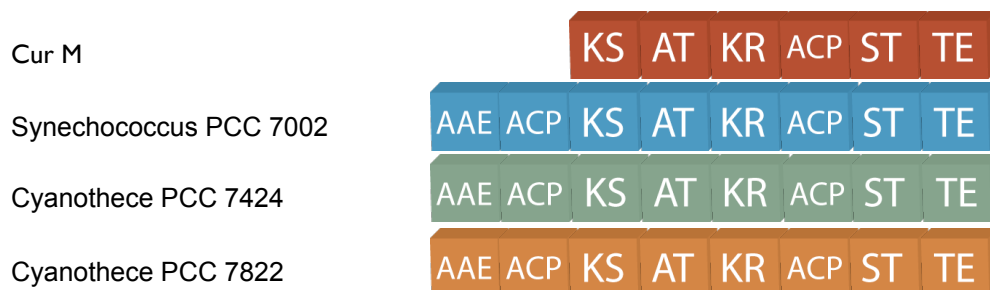 Cur M KS AT KR ACP ST TE
Synechococcus PCC 7002 AAE ACP KS AT KR ACP ST TE
Cyanothece PCC 7424 AAE ACP KS AT KR ACP ST TE
Cyanothece PCC 7822 AAE ACP KS AT KR ACP ST TE